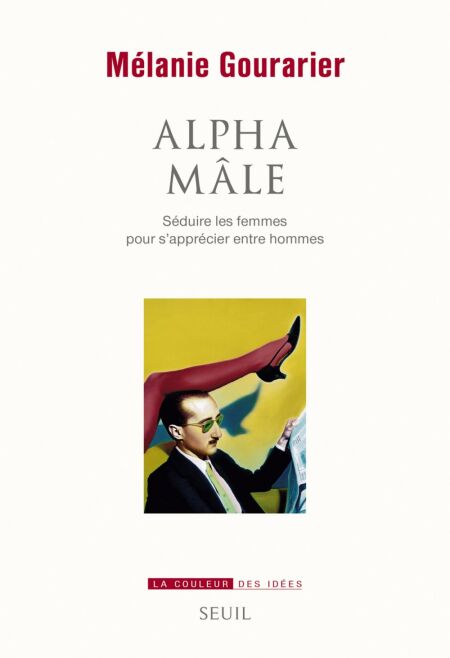 Mélanie Gourarier
ALPHA
MÂLE
Séduire les femmes
pour s'apprécier entre hommes
LA COULEUR DES IDÉES
SEUIL